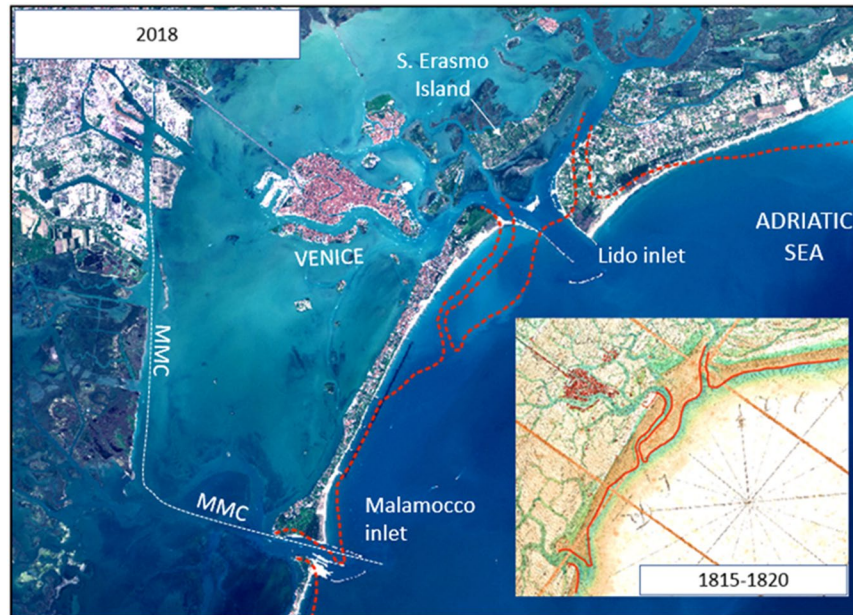 2018
S. Erasmo
Island
ADRIATIC
SEA
Lido inlet
VENICE
MMC
MMC
Malamocco
inlet
1815-1820